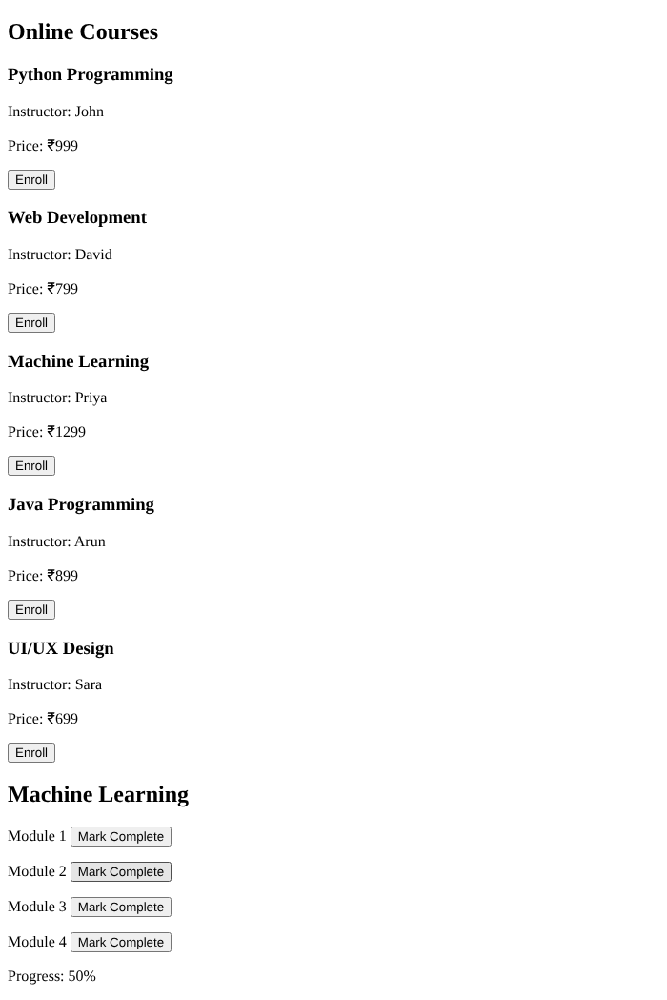 Online Courses
Python Programming
Instructor: John
Price: ₹999
Enroll
Web Development
Instructor: David
Price: ₹799
Enroll
Machine Learning
Instructor: Priya
Price: ₹1299
Enroll
Java Programming
Instructor: Arun
Price: ₹899
Enroll
UI/UX Design
Instructor: Sara
Price: ₹699
Enroll
Machine Learning
Module 1 Mark Complete
Module 2 Mark Complete
Module 3 Mark Complete
Module 4 Mark Complete
Progress: 50%